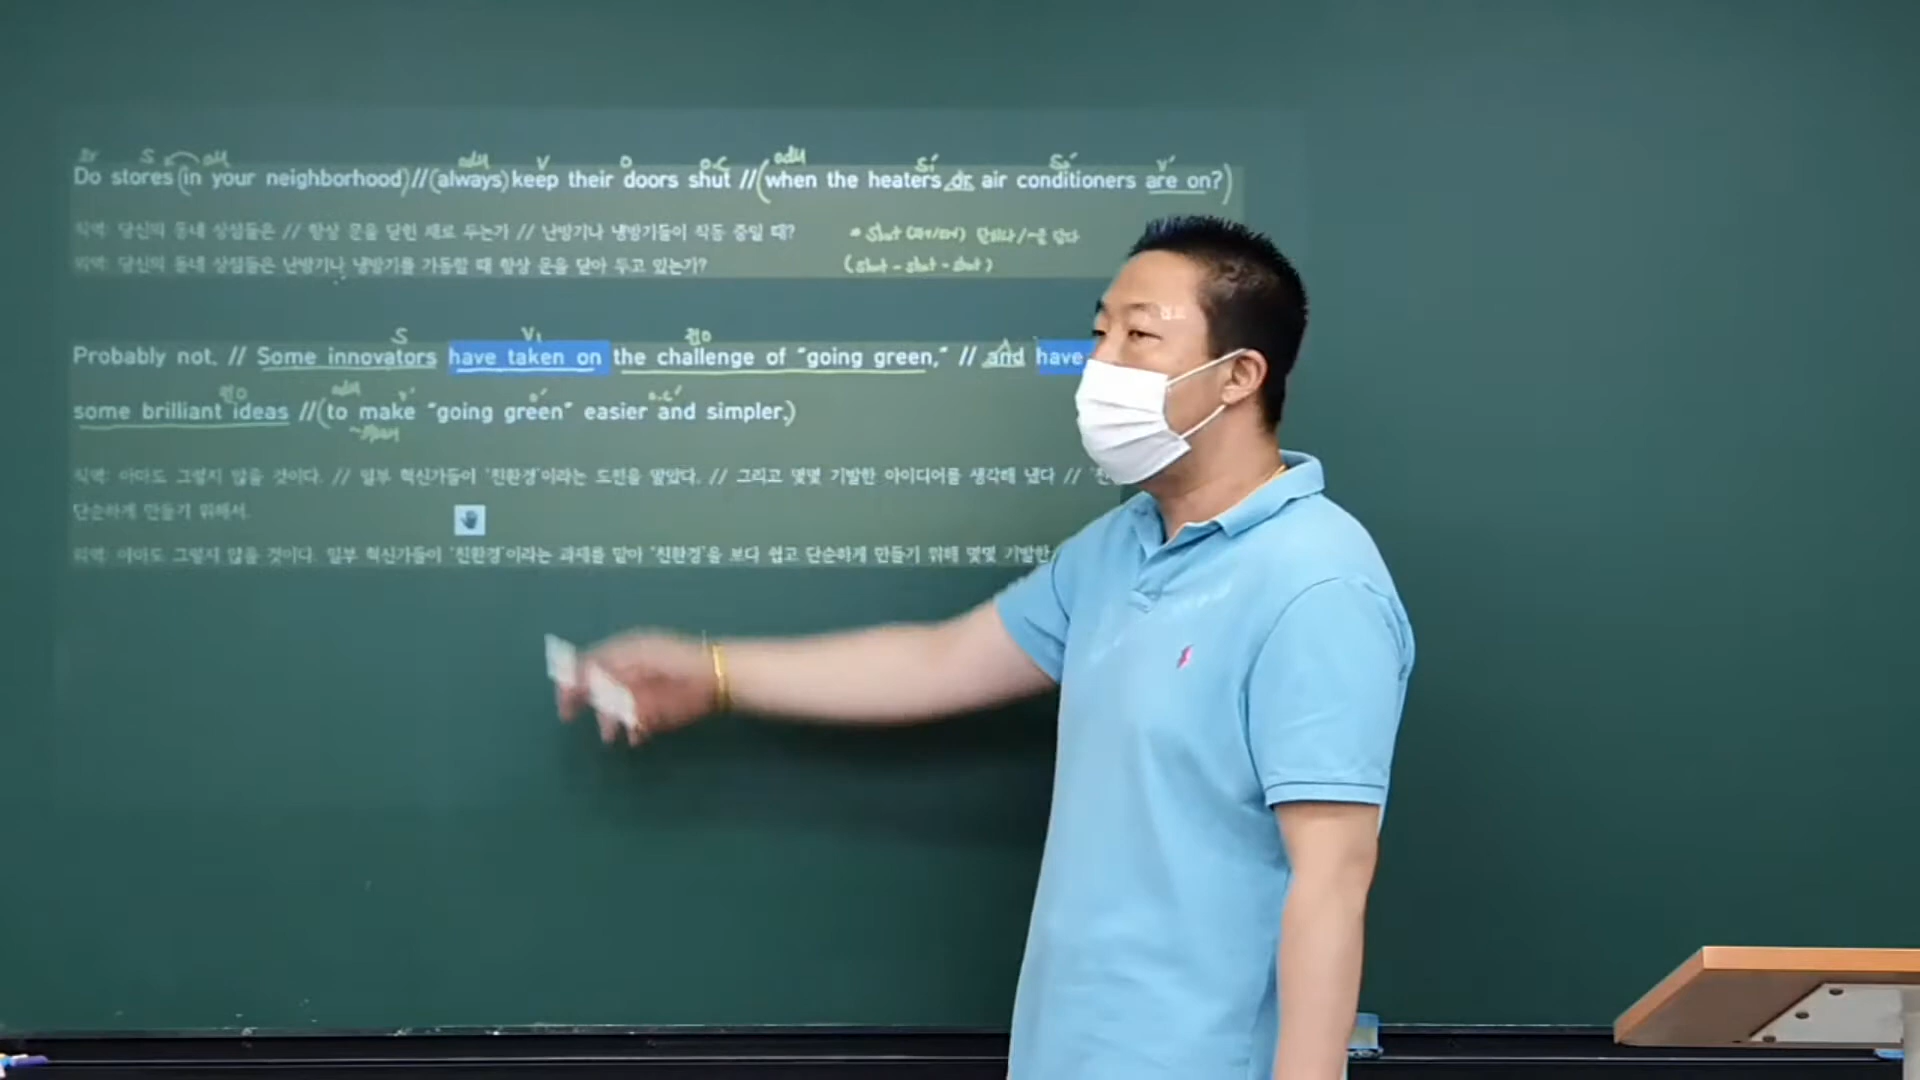 S adj adv V O O.C adv S₁' S₂' V'
Do stores (in your neighborhood) // (always) keep their doors shut // (when the heaters or air conditioners are on?)
직역: 당신의 동네 상점들은 // 항상 문을 닫힌 채로 두는가 // 난방기나 냉방기들이 작동 중일 때?
* shut
의역: 당신의 동네 상점들은 난방기나 냉방기를 가동할 때 항상 문을 닫아 두고 있는가?
(shut - shut - shut)
S V₁
Probably not. // Some innovators have taken on the challenge of "going green," // and have
adv v' o' o.c'
some brilliant ideas // (to make "going green" easier and simpler.)
직역: 아마도 그렇지 않을 것이다. // 일부 혁신가들이 '친환경'이라는 도전을 맡았다. // 그리고 몇몇 기발한 아이디어를 생각해 냈다 //
단순하게 만들기 위해서.
의역: 아마도 그렇지 않을 것이다. 일부 혁신가들이 '친환경'이라는 과제를 맡아 '친환경'을 보다 쉽고 단순하게 만들기 위해 몇몇 기발한